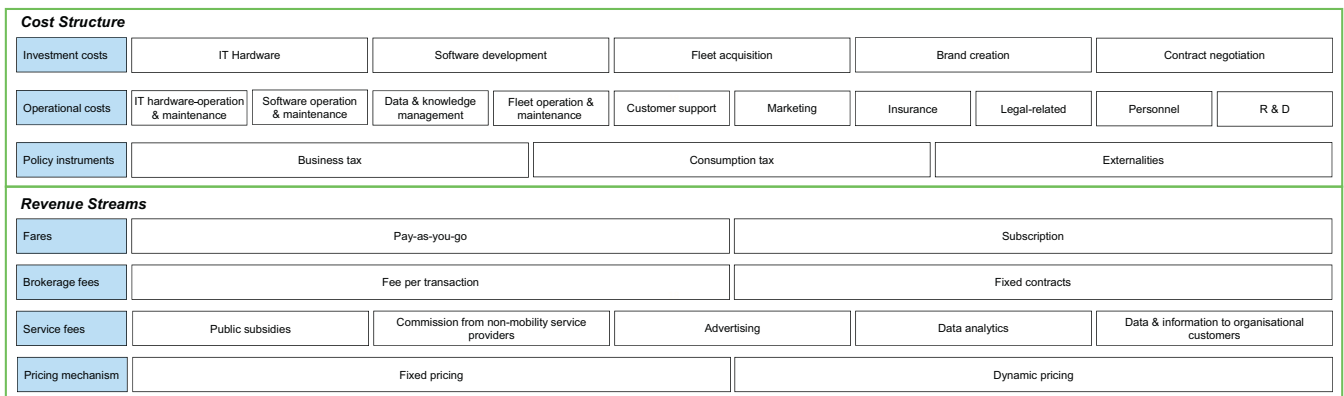 Cost Structure
Investment costs
IT Hardware
Software development
Fleet acquisition
Brand creation
Contract negotiation
Operational costs
IT hardware-operation
& maintenance
Software operation
& maintenance
Data & knowledge
management
Fleet operation &
maintenance
Customer support
Marketing
Insurance
Legal-related
Personnel
R & D
Policy instruments
Business tax
Consumption tax
Externalities
Revenue Streams
Fares
Pay-as-you-go
Subscription
Brokerage fees
Fee per transaction
Fixed contracts
Service fees
Public subsidies
Commission from non-mobility service
providers
Advertising
Data analytics
Data & information to organisational
customers
Pricing mechanism
Fixed pricing
Dynamic pricing